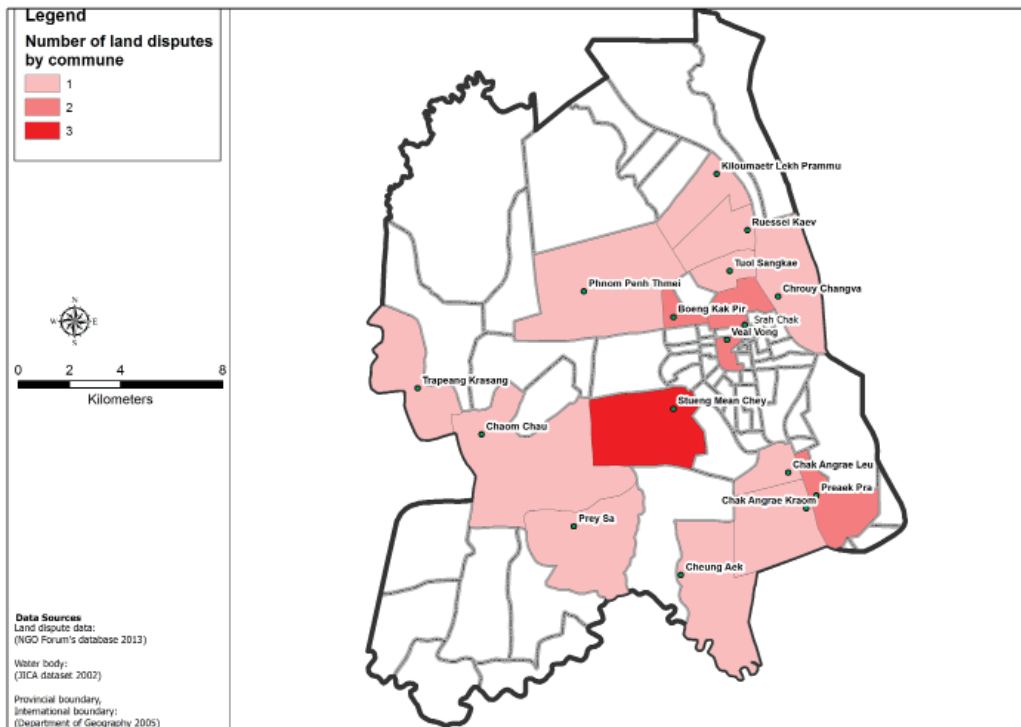 Legend
Number of land disputes
by commune
1
2
3
N
W E
S
0 2 4 8
Kilometers
Data Sources
Land dispute data:
(NGO Forum's database 2013)
Water body:
(JICA dataset 2002)
Provincial boundary,
International boundary:
(Department of Geography 2005)
Kiloumaetr Lekh Prammu
Ruessei Kaev
Tuol Sangkae
Phnom Penh Thmei
Chrouy Changva
Boeng Kak Pir
Srah Chak
Veal Vong
Trapeang Krasang
Stueng Mean Chey
Chaom Chau
Chak Angrae Leu
Preaek Pra
Chak Angrae Kraom
Prey Sa
Cheung Aek